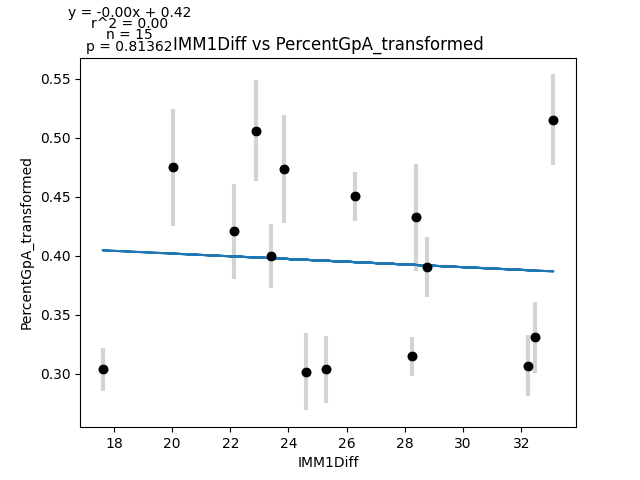 y = -0.00x + 0.42
r^2 = 0.00
n = 15
p = 0.81362
IMM1Diff vs PercentGpA_transformed
PercentGpA_transformed
0.55
0.50
0.45
0.40
0.35
0.30
18 20 22 24 26 28 30 32
IMM1Diff